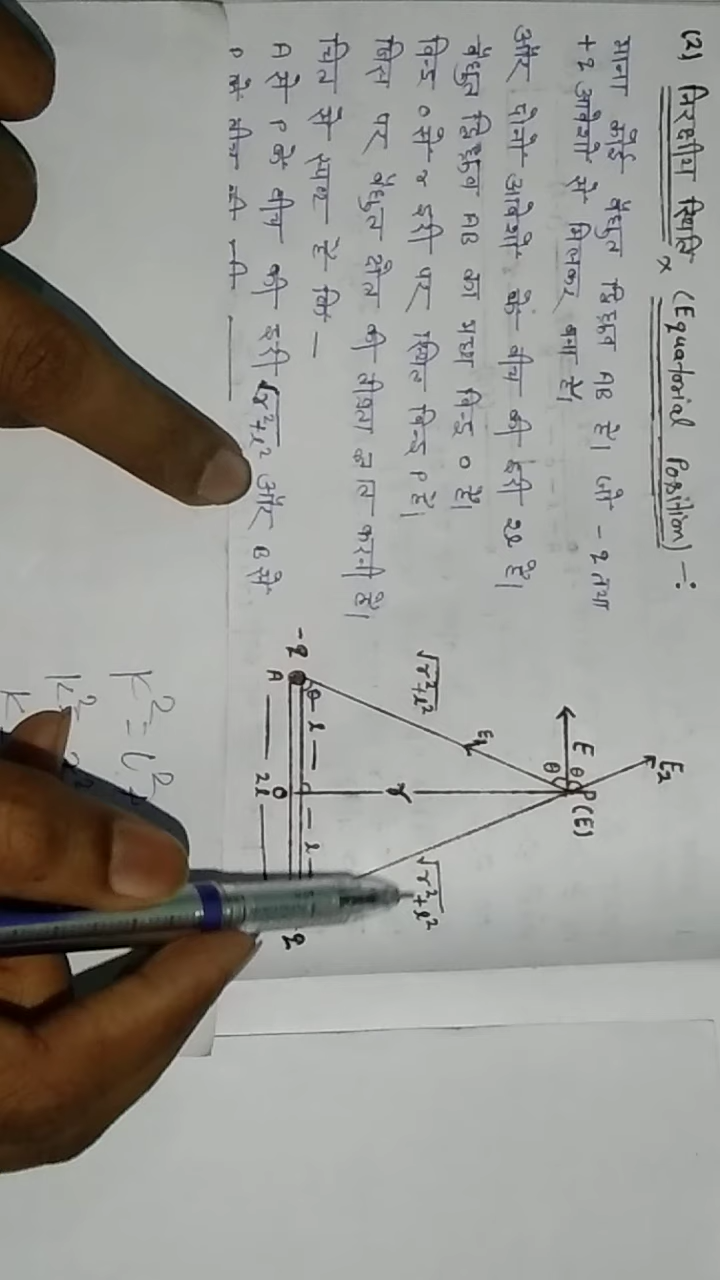 (2) निरक्षीय स्थिति (Equatorial Position) -:
माना कोई वैधुत द्विध्रुव AB है। जो -q तथा
+q आवेशो से मिलकर बना है।
और दोनो आवेशो के बीच की दूरी 2l है।
वैधुत द्विध्रुव AB का मध्य बिन्दु O है।
बिन्दु O से r दूरी पर स्थित बिन्दु P है।
जिस पर वैधुत क्षेत्र की तीव्रता ज्ञात करनी है।
चित्र से स्पष्ट है कि —
A से P के बीच की दूरी √r²+l² और B से
P के बीच की
E₂
E θ P(E)
θ
E₁
√r²+l² r √r²+l²
-q θ l l q
A O
2l
K²=
K²
K